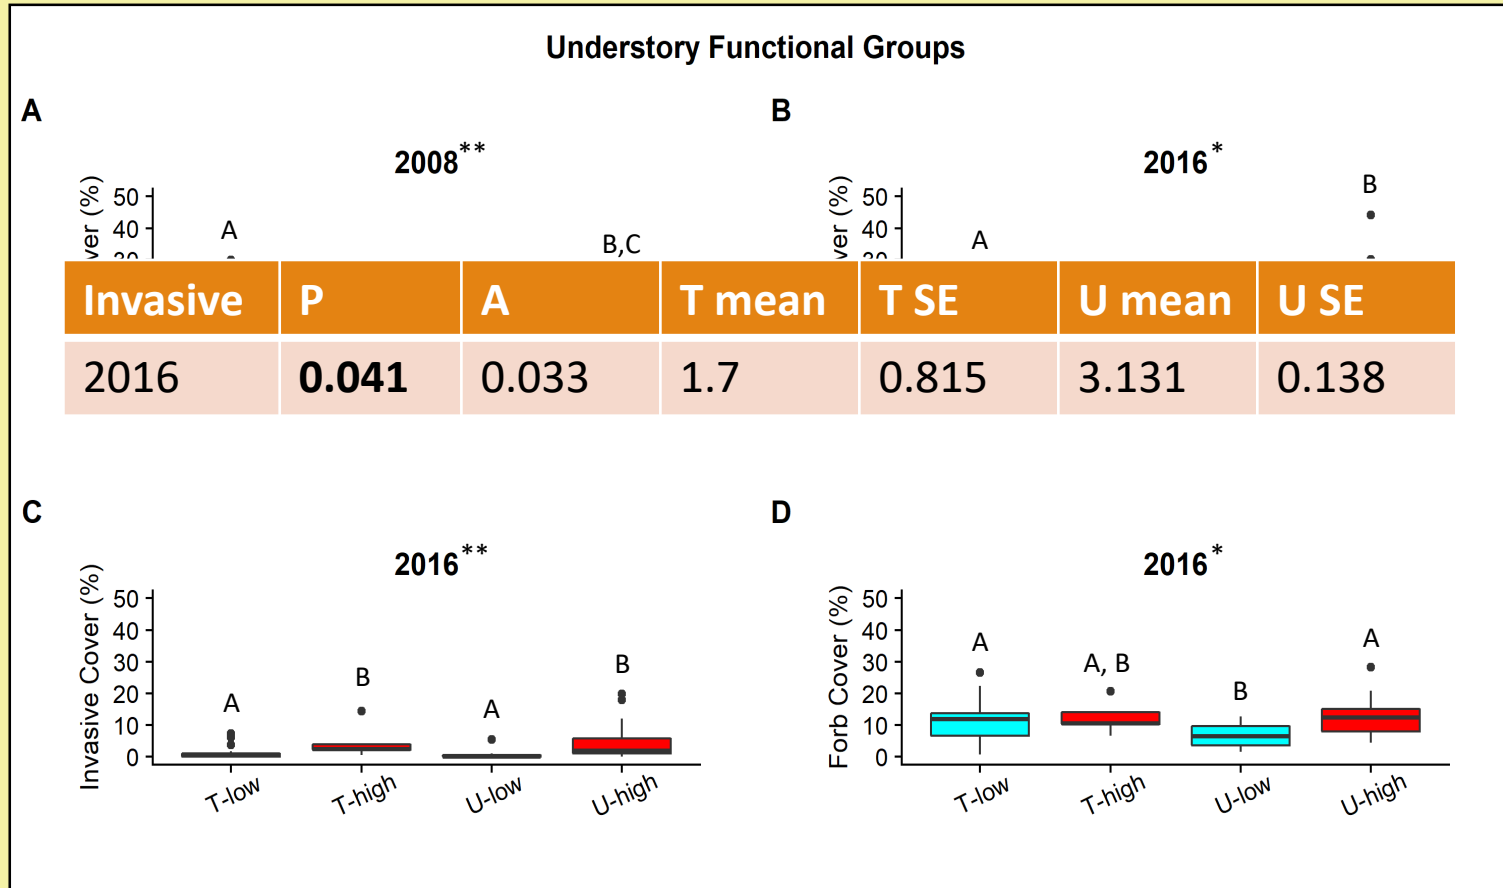 Understory Functional Groups
A
B
2008**
2016*
50
40
ver (%)
A
B,C
50
40
ver (%)
A
B
Invasive P A T mean T SE U mean U SE
2016 0.041 0.033 1.7 0.815 3.131 0.138
C
D
2016**
2016*
Invasive Cover (%)
50
40
30
20
10
0
A
B
A
B
T-low
T-high
U-low
U-high
Forb Cover (%)
50
40
30
20
10
0
A
A, B
B
A
T-low
T-high
U-low
U-high